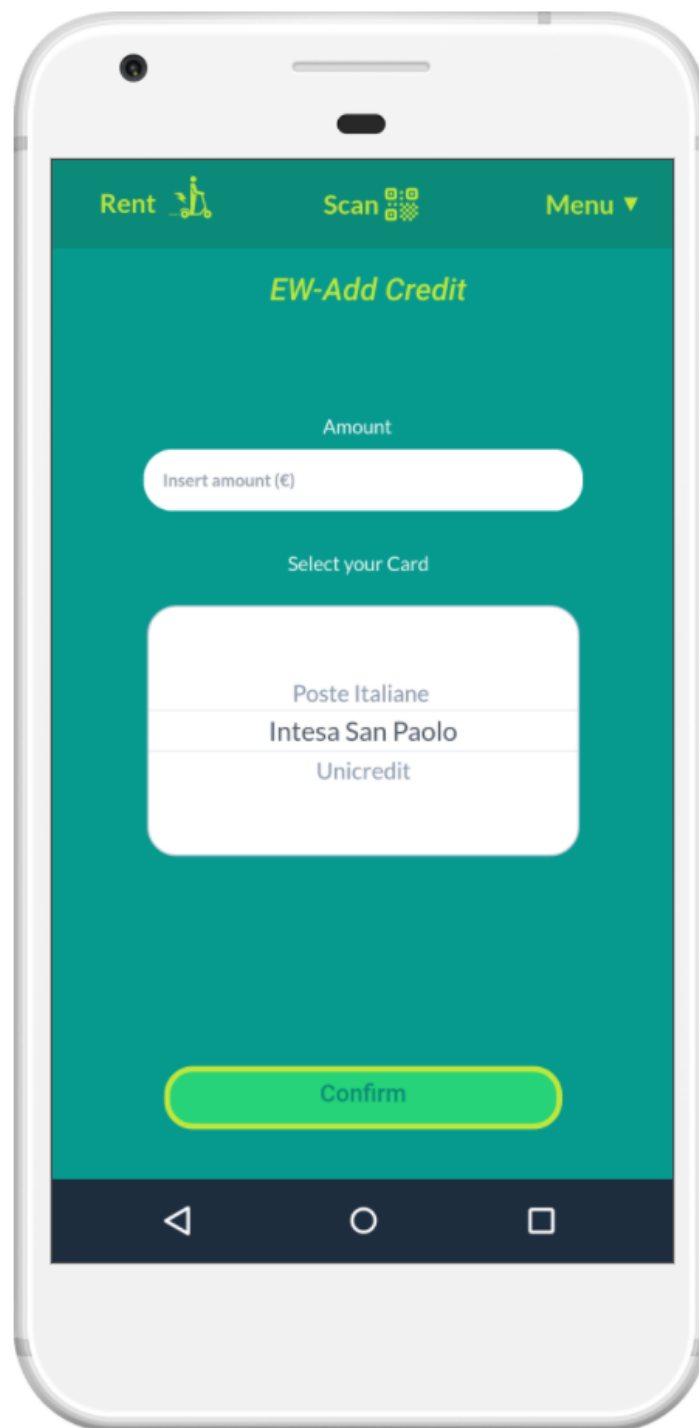 Rent Scan Menu ▼
EW-Add Credit
Amount
Insert amount (€)
Select your Card
Poste Italiane
Intesa San Paolo
Unicredit
Confirm